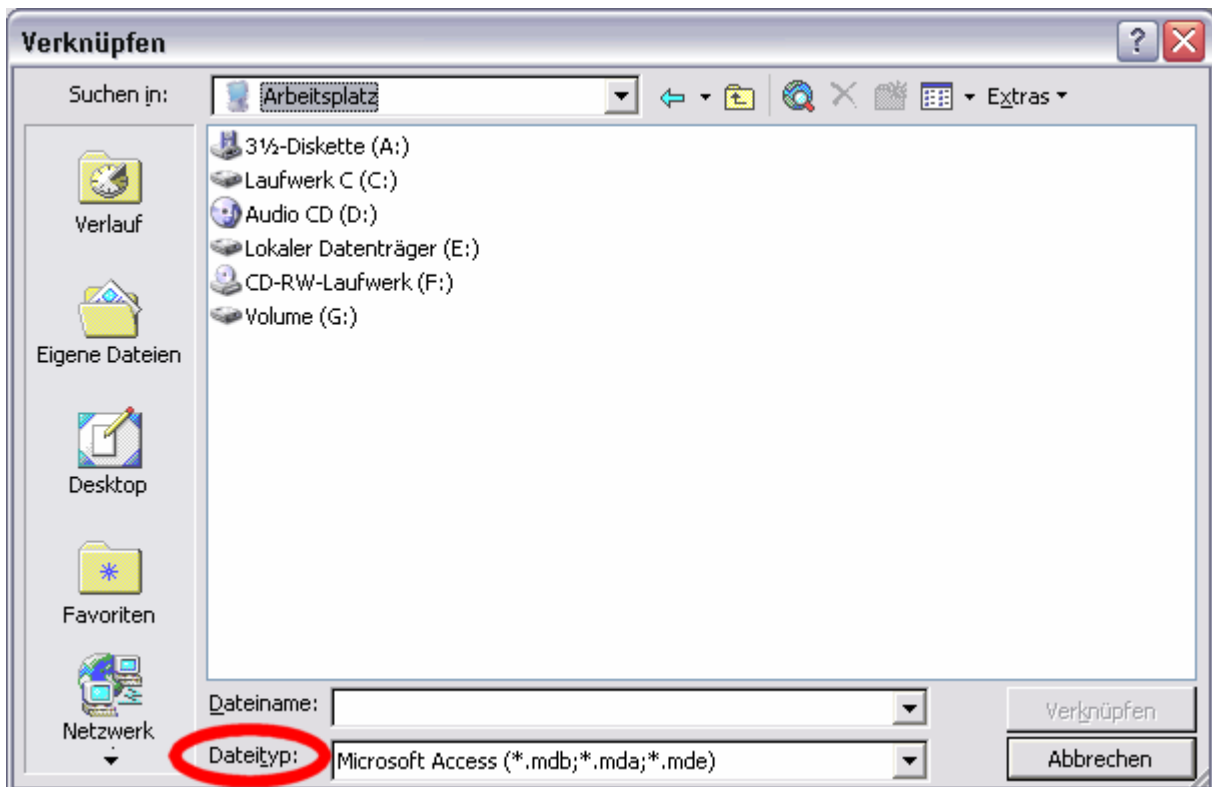 Verknüpfen
Suchen in:
Arbeitsplatz
Extras
3½-Diskette (A:)
Laufwerk C (C:)
Audio CD (D:)
Lokaler Datenträger (E:)
CD-RW-Laufwerk (F:)
Volume (G:)
Verlauf
Eigene Dateien
Desktop
Favoriten
Netzwerk
Dateiname:
Verknüpfen
Dateityp:
Microsoft Access (*.mdb;*.mda;*.mde)
Abbrechen